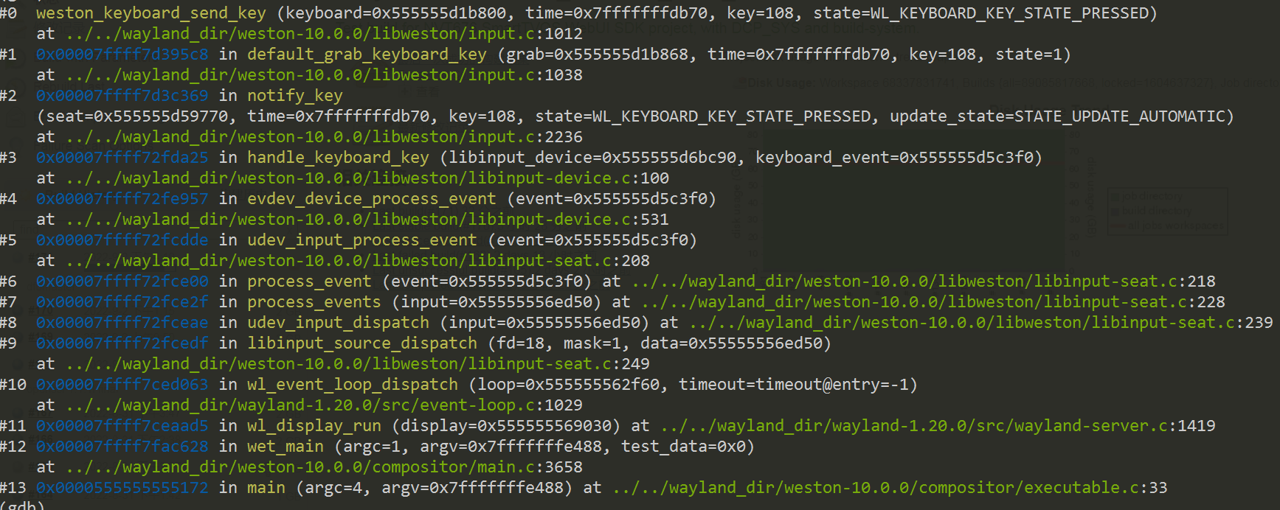 #0 weston_keyboard_send_key (keyboard=0x555555d1b800, time=0x7fffffffdb70, key=108, state=WL_KEYBOARD_KEY_STATE_PRESSED)
at ../../wayland_dir/weston-10.0.0/libweston/input.c:1012
#1 0x00007ffff7d395c8 in default_grab_keyboard_key (grab=0x555555d1b868, time=0x7fffffffdb70, key=108, state=1)
at ../../wayland_dir/weston-10.0.0/libweston/input.c:1038
#2 0x00007ffff7d3c369 in notify_key
(seat=0x555555d59770, time=0x7fffffffdb70, key=108, state=WL_KEYBOARD_KEY_STATE_PRESSED, update_state=STATE_UPDATE_AUTOMATIC)
at ../../wayland_dir/weston-10.0.0/libweston/input.c:2236
#3 0x00007ffff72fda25 in handle_keyboard_key (libinput_device=0x555555d6bc90, keyboard_event=0x555555d5c3f0)
at ../../wayland_dir/weston-10.0.0/libweston/libinput-device.c:100
#4 0x00007ffff72fe957 in evdev_device_process_event (event=0x555555d5c3f0)
at ../../wayland_dir/weston-10.0.0/libweston/libinput-device.c:531
#5 0x00007ffff72fcdde in udev_input_process_event (event=0x555555d5c3f0)
at ../../wayland_dir/weston-10.0.0/libweston/libinput-seat.c:208
#6 0x00007ffff72fce00 in process_event (event=0x555555d5c3f0) at ../../wayland_dir/weston-10.0.0/libweston/libinput-seat.c:218
#7 0x00007ffff72fce2f in process_events (input=0x55555556ed50) at ../../wayland_dir/weston-10.0.0/libweston/libinput-seat.c:228
#8 0x00007ffff72fceae in udev_input_dispatch (input=0x55555556ed50) at ../../wayland_dir/weston-10.0.0/libweston/libinput-seat.c:239
#9 0x00007ffff72fcedf in libinput_source_dispatch (fd=18, mask=1, data=0x55555556ed50)
at ../../wayland_dir/weston-10.0.0/libweston/libinput-seat.c:249
#10 0x00007ffff7ced063 in wl_event_loop_dispatch (loop=0x555555562f60, timeout=timeout@entry=-1)
at ../../wayland_dir/wayland-1.20.0/src/event-loop.c:1029
#11 0x00007ffff7ceaad5 in wl_display_run (display=0x555555569030) at ../../wayland_dir/wayland-1.20.0/src/wayland-server.c:1419
#12 0x00007ffff7fac628 in wet_main (argc=1, argv=0x7fffffffe488, test_data=0x0)
at ../../wayland_dir/weston-10.0.0/compositor/main.c:3658
#13 0x0000555555555172 in main (argc=4, argv=0x7fffffffe488) at ../../wayland_dir/weston-10.0.0/compositor/executable.c:33
(gdb)